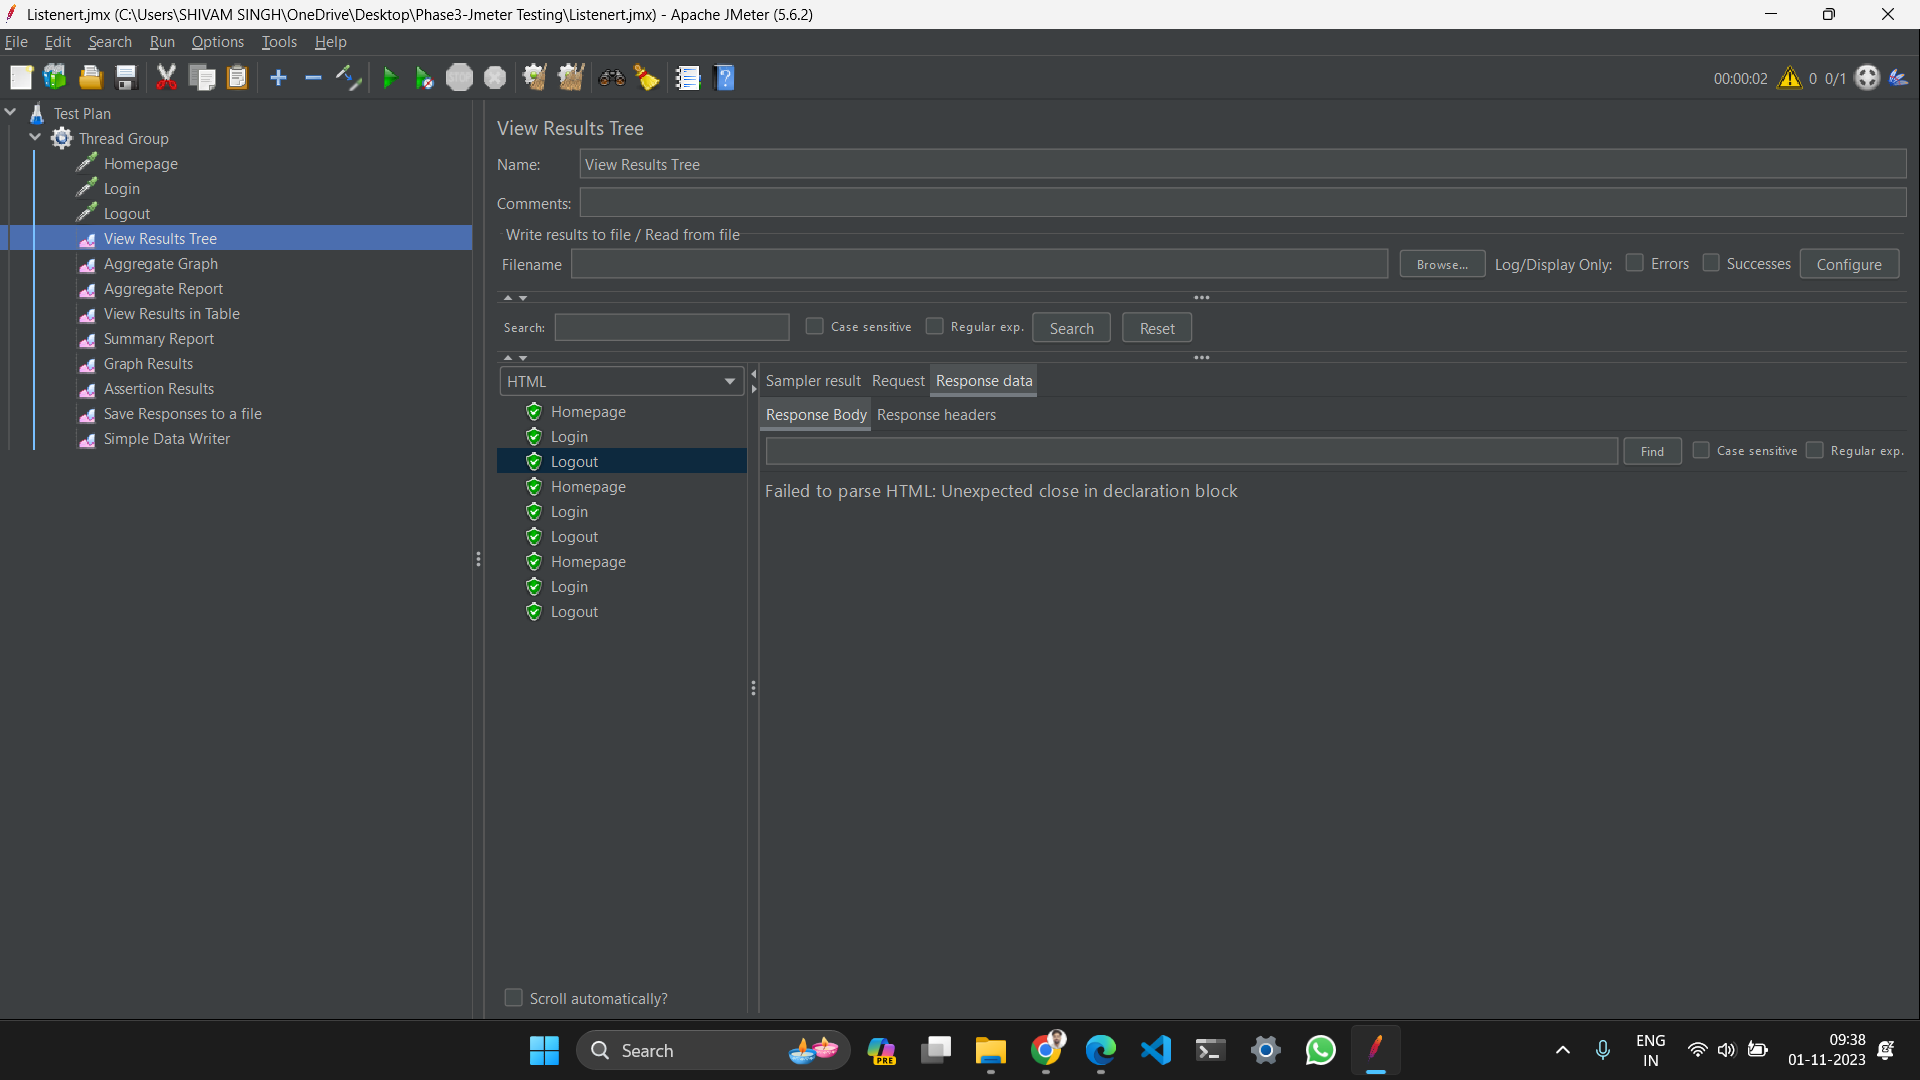 Listenert.jmx (C:\Users\SHIVAM SINGH\OneDrive\Desktop\Phase3-Jmeter Testing\Listenert.jmx) - Apache JMeter (5.6.2)
File Edit Search Run Options Tools Help
STOP
00:00:02 0 0/1
Test Plan
Thread Group
Homepage
Login
Logout
View Results Tree
Aggregate Graph
Aggregate Report
View Results in Table
Summary Report
Graph Results
Assertion Results
Save Responses to a file
Simple Data Writer
View Results Tree
Name: View Results Tree
Comments:
Write results to file / Read from file
Filename Browse... Log/Display Only: Errors Successes Configure
Search: Case sensitive Regular exp. Search Reset
HTML
Homepage
Login
Logout
Homepage
Login
Logout
Homepage
Login
Logout
Scroll automatically?
Sampler result Request Response data
Response Body Response headers
Find Case sensitive Regular exp.
Failed to parse HTML: Unexpected close in declaration block
Search
PRE
ENG
IN
09:38
01-11-2023